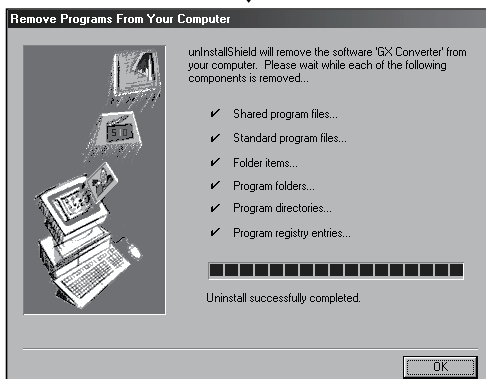 Remove Programs From Your Computer
unInstallShield will remove the software 'GX Converter' from
your computer. Please wait while each of the following
components is removed...
✔ Shared program files...
✔ Standard program files...
✔ Folder items...
✔ Program folders...
✔ Program directories...
✔ Program registry entries...
Uninstall successfully completed.
OK